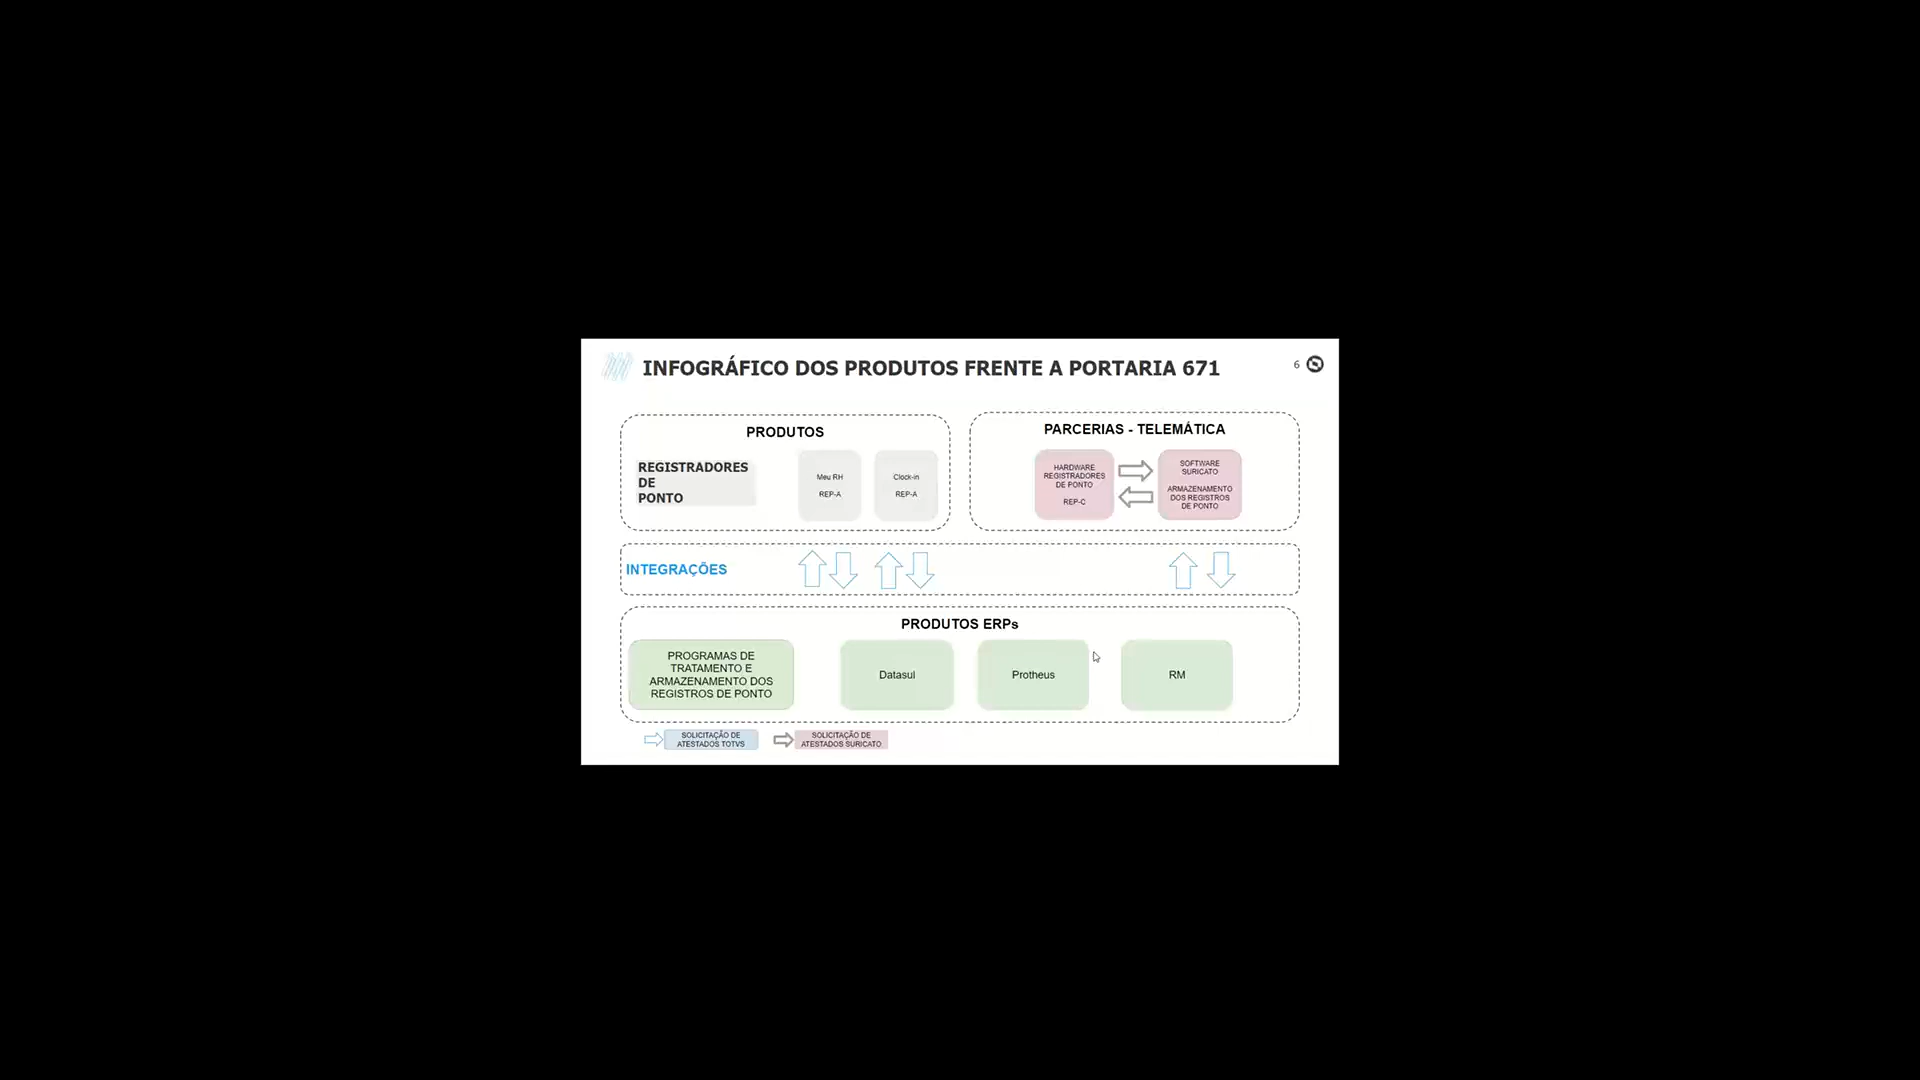 INFOGRÁFICO DOS PRODUTOS FRENTE A PORTARIA 671
6
PRODUTOS
REGISTRADORES
DE
PONTO
Meu RH
REP-A
Clock-in
REP-A
PARCERIAS - TELEMÁTICA
HARDWARE
REGISTRADORES
DE PONTO
REP-C
SOFTWARE
SURICATO
ARMAZENAMENTO
DOS REGISTROS
DE PONTO
INTEGRAÇÕES
PRODUTOS ERPs
PROGRAMAS DE
TRATAMENTO E
ARMAZENAMENTO DOS
REGISTROS DE PONTO
Datasul
Protheus
RM
SOLICITAÇÃO DE
ATESTADOS TOTVS
SOLICITAÇÃO DE
ATESTADOS SURICATO